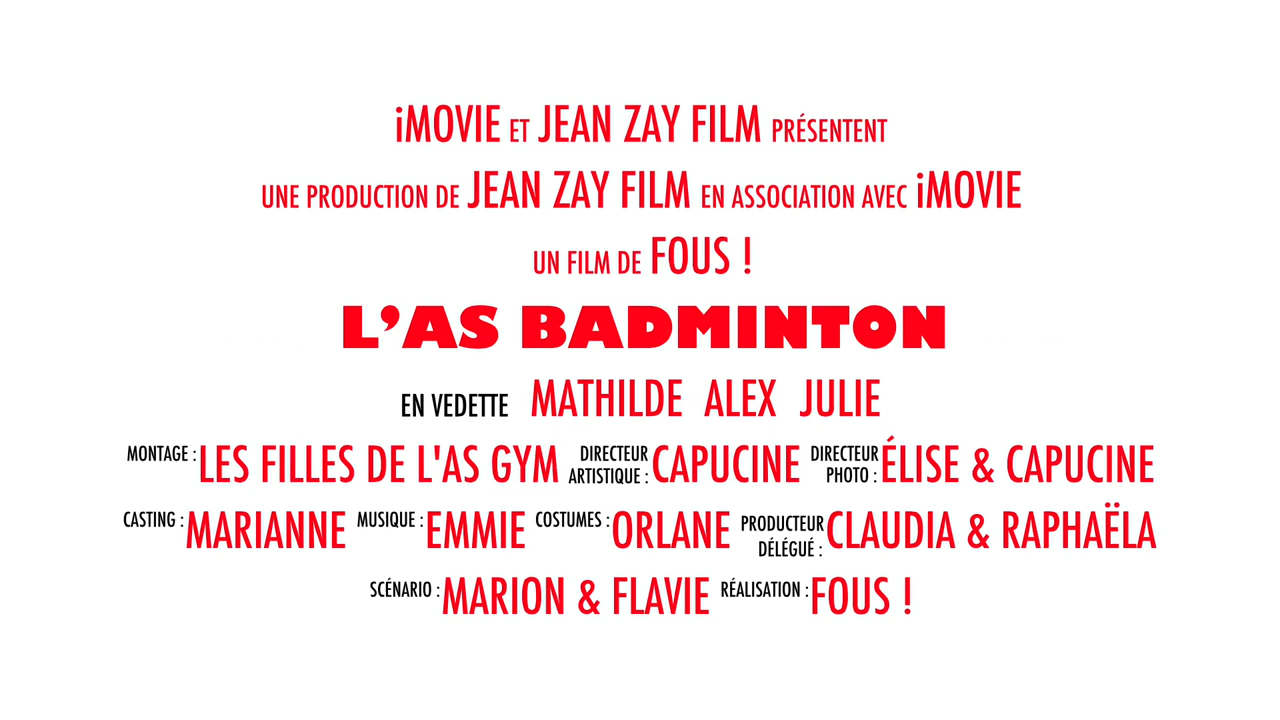 iMOVIE ET JEAN ZAY FILM PRÉSENTENT
UNE PRODUCTION DE JEAN ZAY FILM EN ASSOCIATION AVEC iMOVIE
UN FILM DE FOUS !
L’AS BADMINTON
EN VEDETTE MATHILDE ALEX JULIE
MONTAGE : LES FILLES DE L'AS GYM DIRECTEUR ARTISTIQUE : CAPUCINE DIRECTEUR PHOTO : ÉLISE & CAPUCINE
CASTING : MARIANNE MUSIQUE : EMMIE COSTUMES : ORLANE PRODUCTEUR DÉLÉGUÉ : CLAUDIA & RAPHAËLA
SCÉNARIO : MARION & FLAVIE RÉALISATION : FOUS !